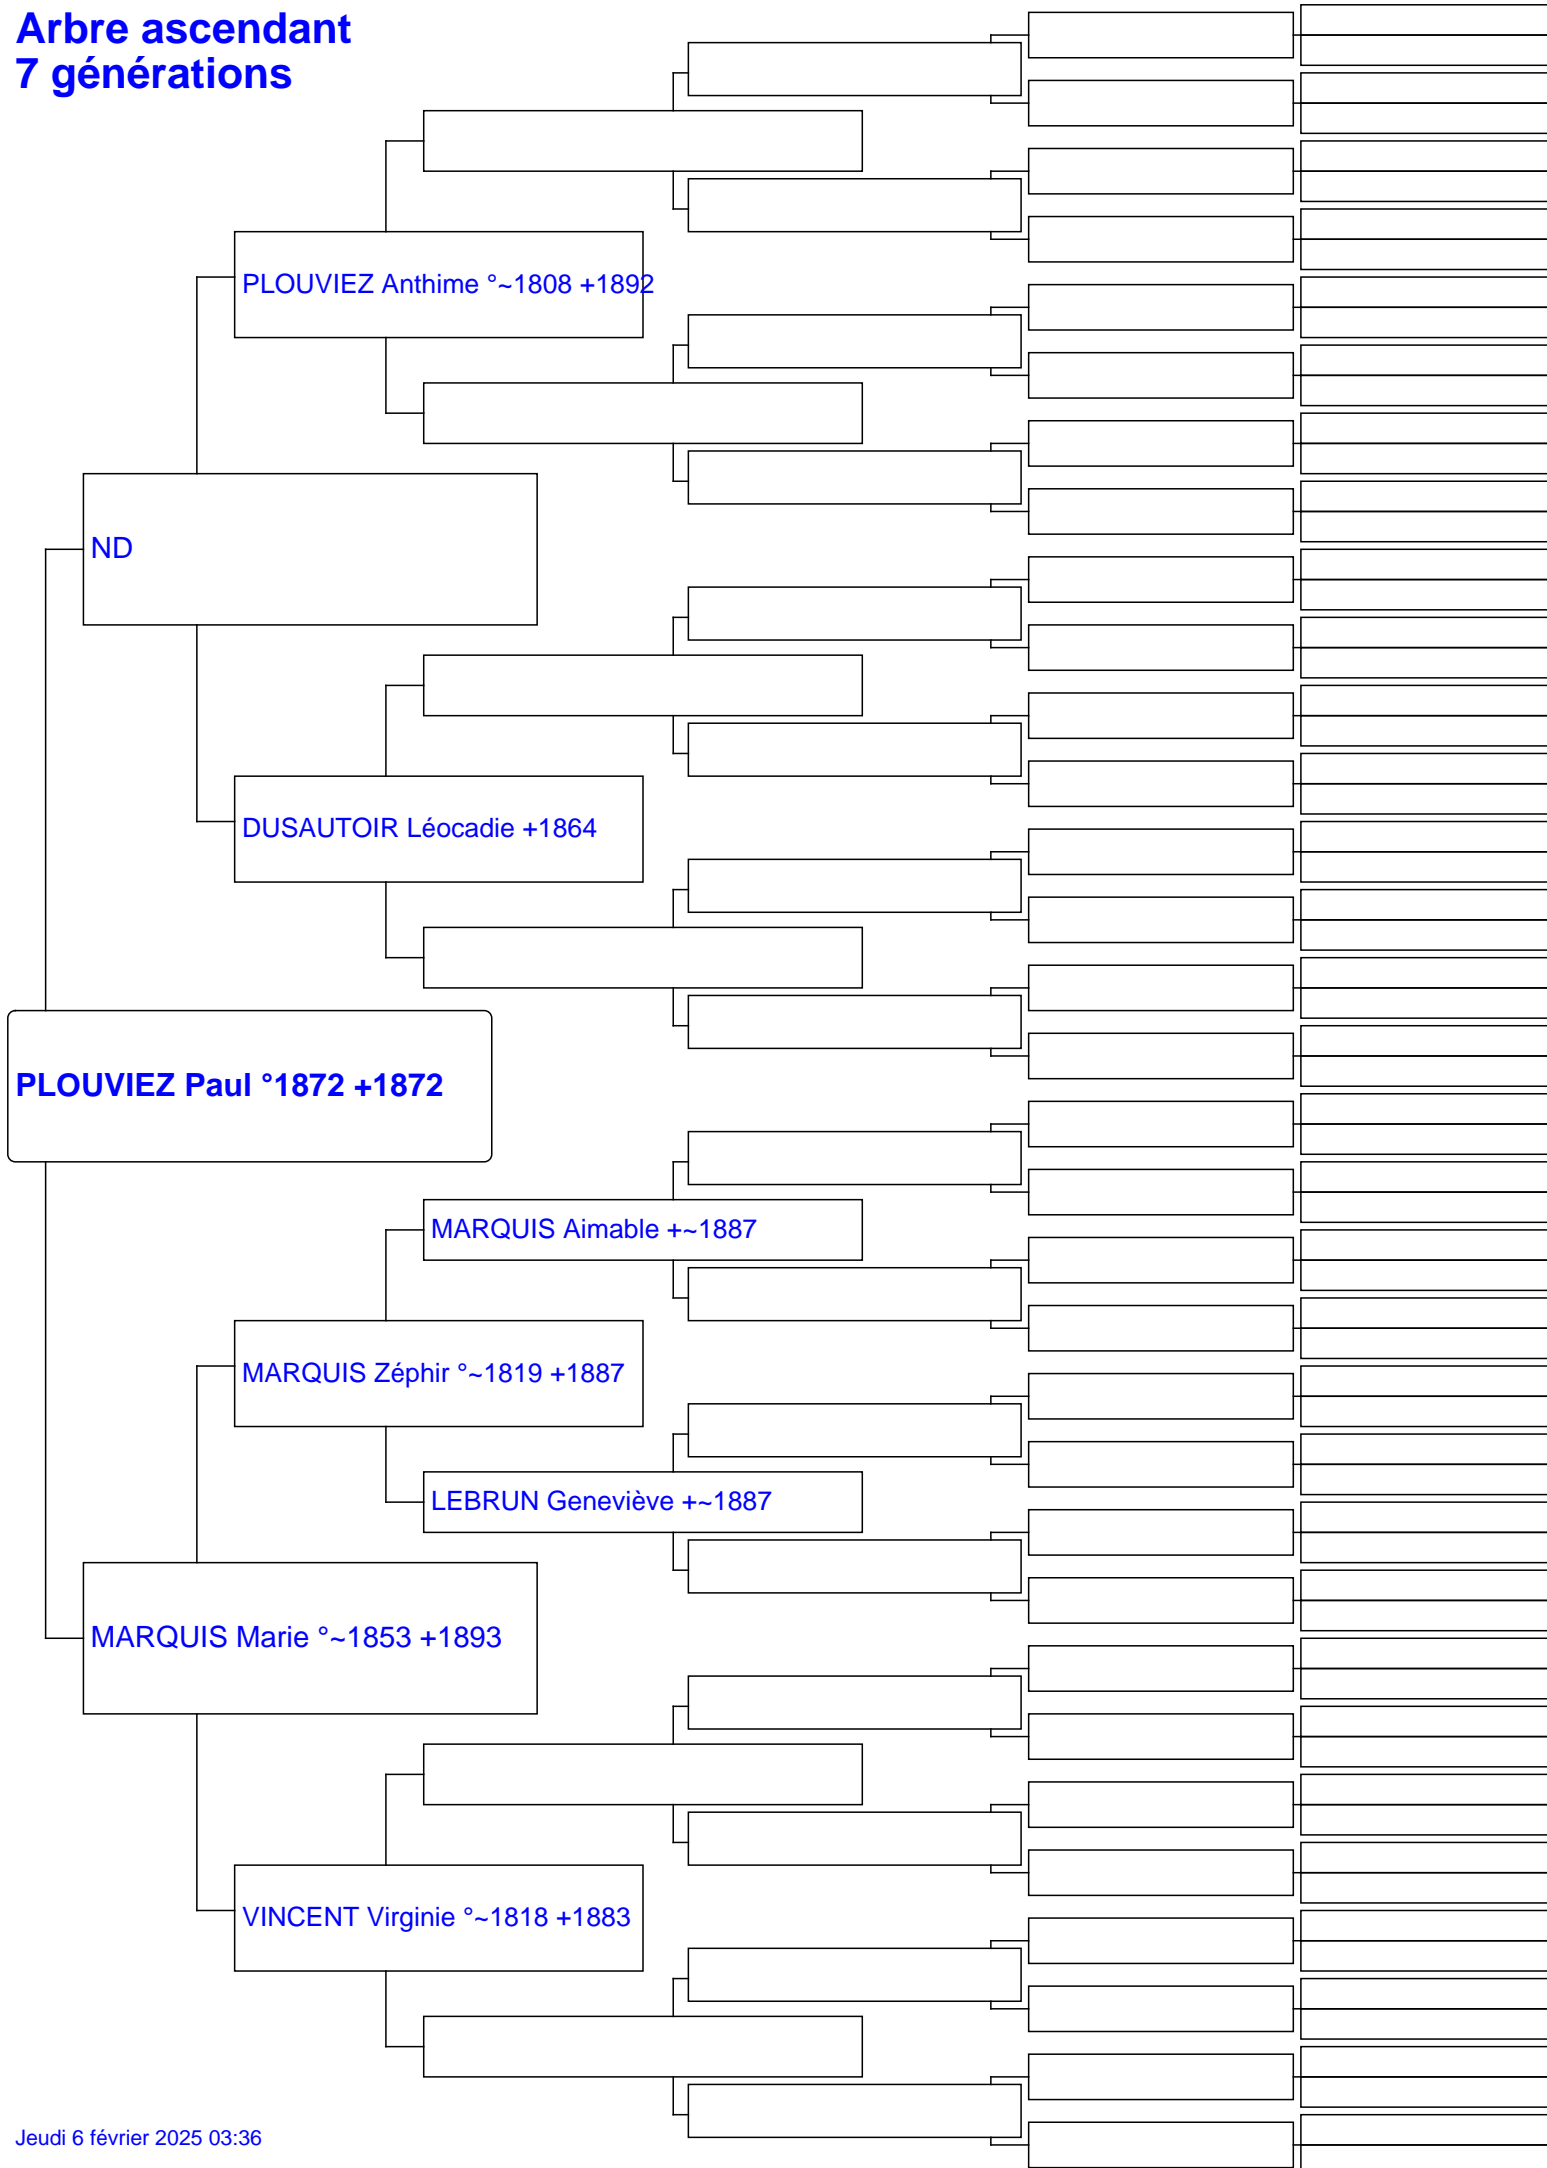 Arbre ascendant
7 générations
PLOUVIEZ Anthime °~1808 +1892
ND
DUSAUTOIR Léocadie +1864
PLOUVIEZ Paul °1872 +1872
MARQUIS Aimable +~1887
MARQUIS Zéphir °~1819 +1887
LEBRUN Geneviève +~1887
MARQUIS Marie °~1853 +1893
VINCENT Virginie °~1818 +1883
Jeudi 6 février 2025 03:36